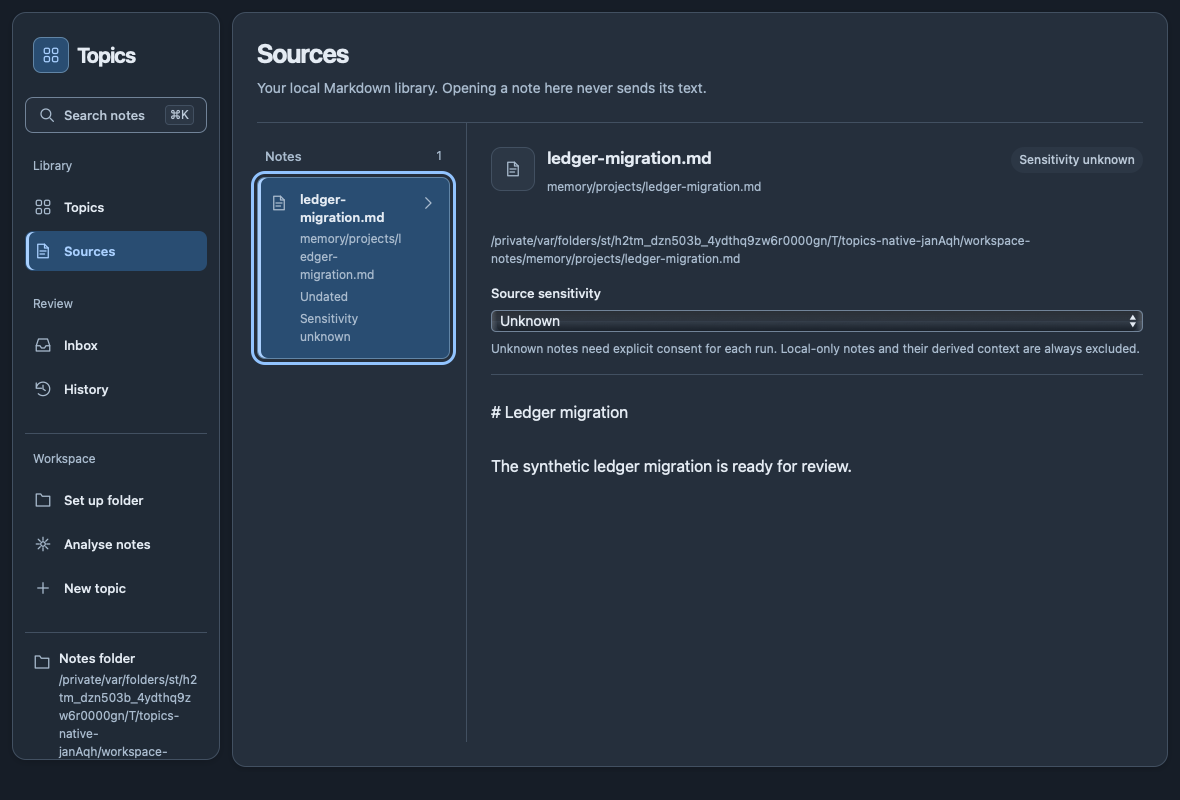 Topics
Search notes ⌘K
Library
Topics
Sources
Review
Inbox
History
Workspace
Set up folder
Analyse notes
New topic
Notes folder
/private/var/folders/st/h2
tm_dzn503b_4ydthq9z
w6r0000gn/T/topics-
native-
janAqh/workspace-
Sources
Your local Markdown library. Opening a note here never sends its text.
Notes 1
ledger-
migration.md
memory/projects/l
edger-
migration.md
Undated
Sensitivity
unknown
ledger-migration.md
memory/projects/ledger-migration.md
Sensitivity unknown
/private/var/folders/st/h2tm_dzn503b_4ydthq9zw6r0000gn/T/topics-native-janAqh/workspace-
notes/memory/projects/ledger-migration.md
Source sensitivity
Unknown
Unknown notes need explicit consent for each run. Local-only notes and their derived context are always excluded.
# Ledger migration
The synthetic ledger migration is ready for review.